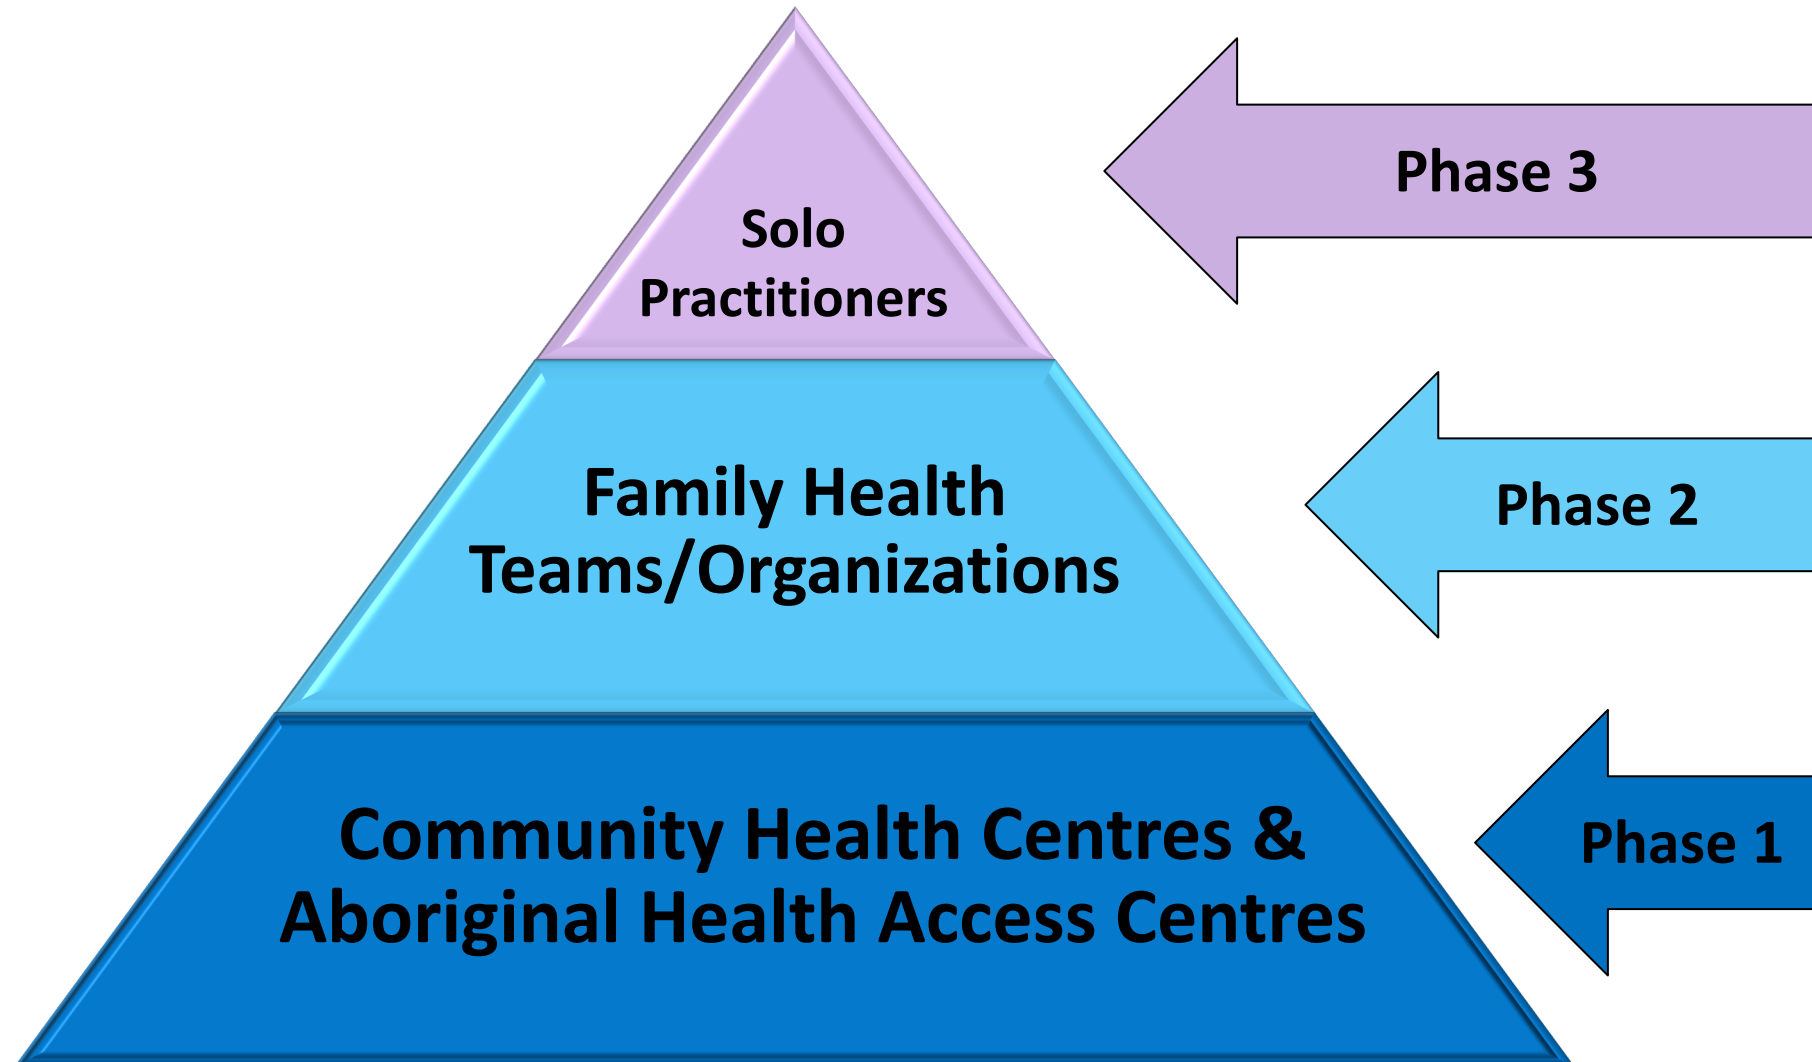 Phase 3
Solo
Practitioners
Family Health
Teams/Organizations
Phase 2
Community Health Centres &
Aboriginal Health Access Centres
Phase 1